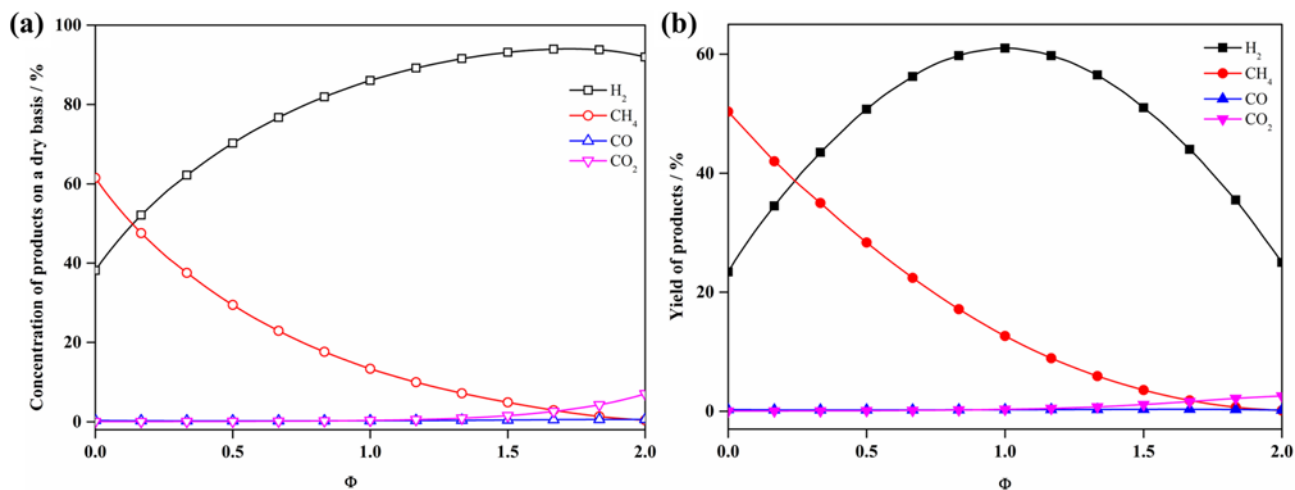 (a)
Concentration of products on a dry basis / %
100
80
60
40
20
0
0.0 0.5 1.0 1.5 2.0
Φ
H2
CH4
CO
CO2
(b)
Yield of products / %
60
40
20
0
0.0 0.5 1.0 1.5 2.0
Φ
H2
CH4
CO
CO2